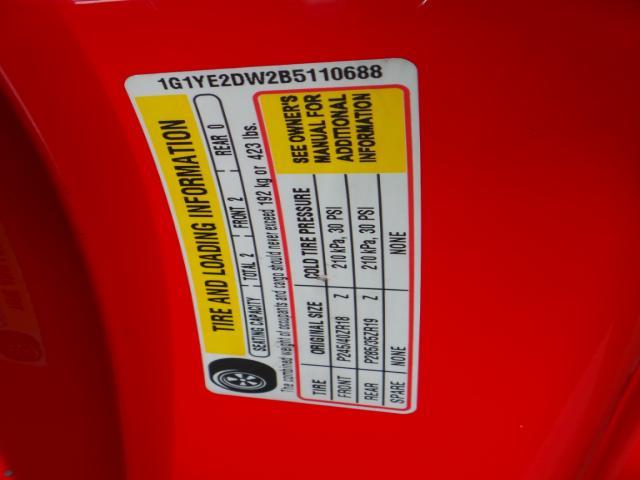 1G1YE2DW2B5110688
TIRE AND LOADING INFORMATION
SEATING CAPACITY TOTAL 2 FRONT 2 REAR 0
The combined weight of occupants and cargo should never exceed 192 kg or 423 lbs.
TIRE ORIGINAL SIZE COLD TIRE PRESSURE
FRONT P245/40ZR18 Z 210 kPa, 30 PSI
REAR P285/35ZR19 Z 210 kPa, 30 PSI
SPARE NONE NONE
SEE OWNER'S
MANUAL FOR
ADDITIONAL
INFORMATION